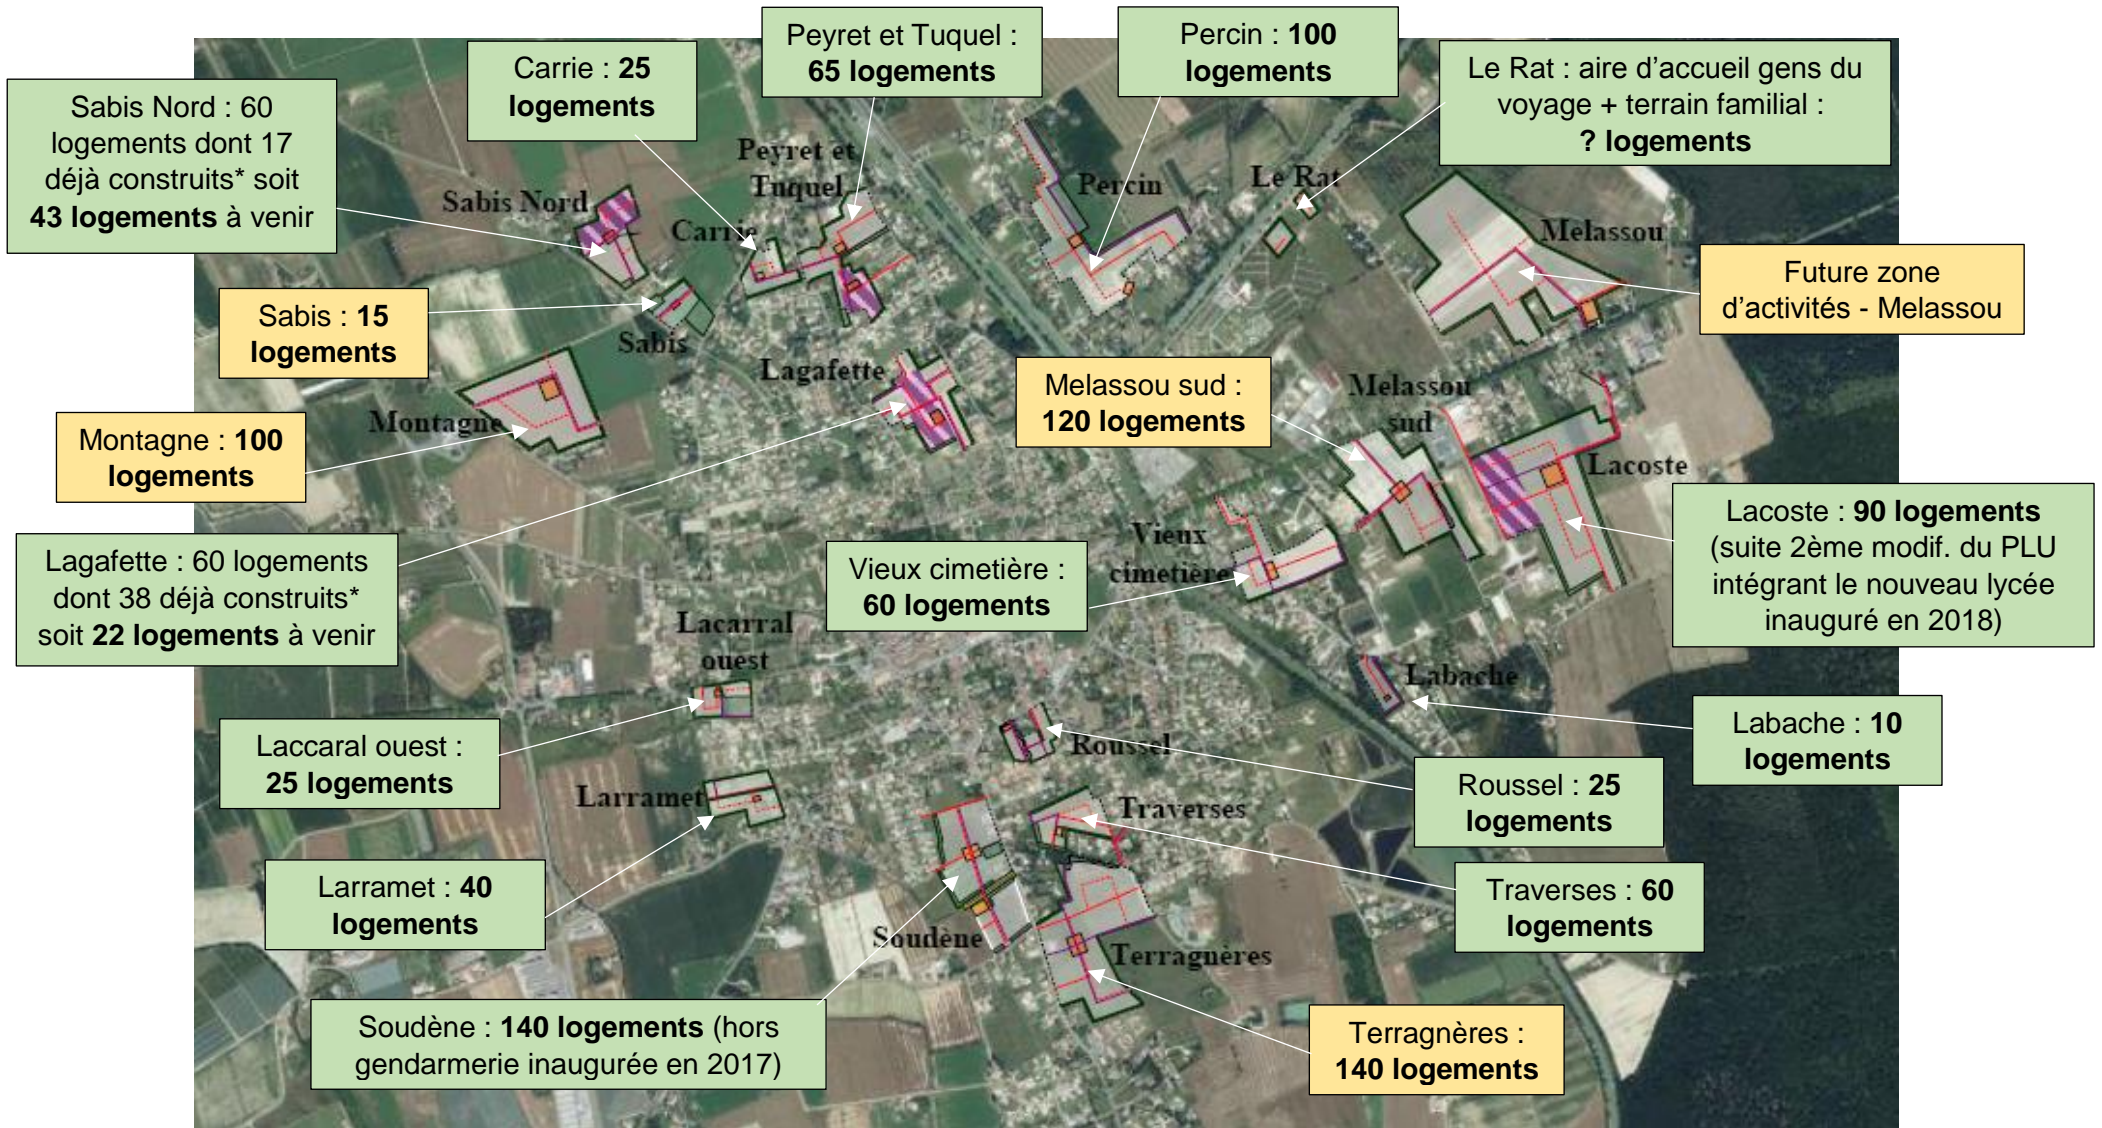 Peyret et Tuquel :
65 logements
Percin : 100
logements
Carrie : 25
logements
Le Rat : aire d'accueil gens du
voyage + terrain familial :
? logements
Sabis Nord : 60
logements dont 17
déjà construits* soit
43 logements à venir
Peyret et
Tuquel
Sabis Nord
Carrie
Percin
Le Rat
Melassou
Future zone
d'activités - Melassou
Sabis : 15
logements
Sabis
Lagafette
Melassou sud :
120 logements
Melassou
sud
Montagne
Montagne : 100
logements
Lacoste
Lacoste : 90 logements
(suite 2ème modif. du PLU
intégrant le nouveau lycée
inauguré en 2018)
Lagafette : 60 logements
dont 38 déjà construits*
soit 22 logements à venir
Vieux
cimetière
Vieux cimetière :
60 logements
Lacarral
ouest
Labache
Labache : 10
logements
Laccaral ouest :
25 logements
Roussel
Roussel : 25
logements
Larramet
Traverses
Larramet : 40
logements
Traverses : 60
logements
Soudène
Terragnères
Soudène : 140 logements (hors
gendarmerie inaugurée en 2017)
Terragnères :
140 logements